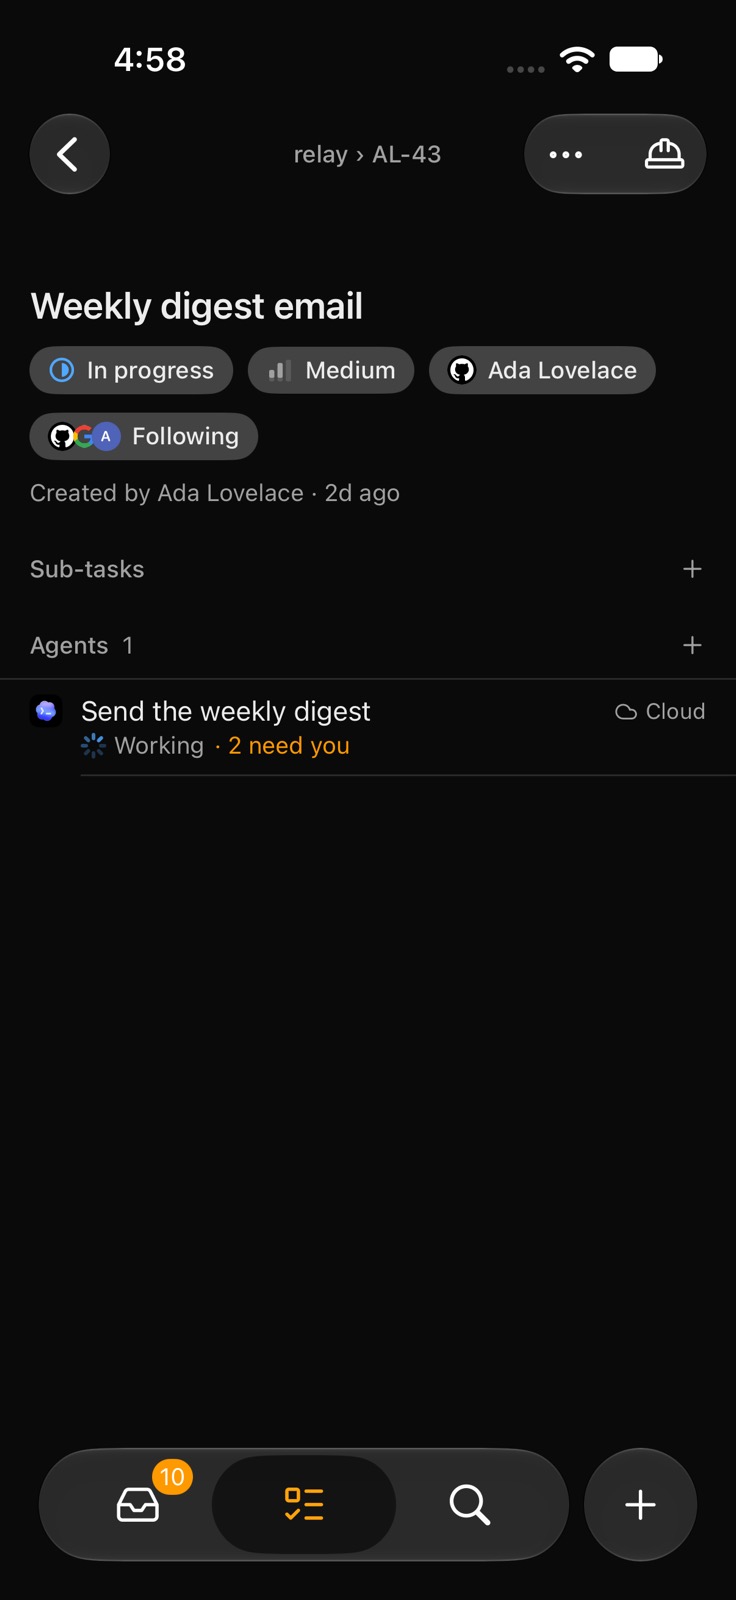 4:58
relay › AL-43
Weekly digest email
In progress
Medium
Ada Lovelace
A
Following
Created by Ada Lovelace · 2d ago
Sub-tasks
Agents 1
Send the weekly digest
Cloud
Working · 2 need you
10